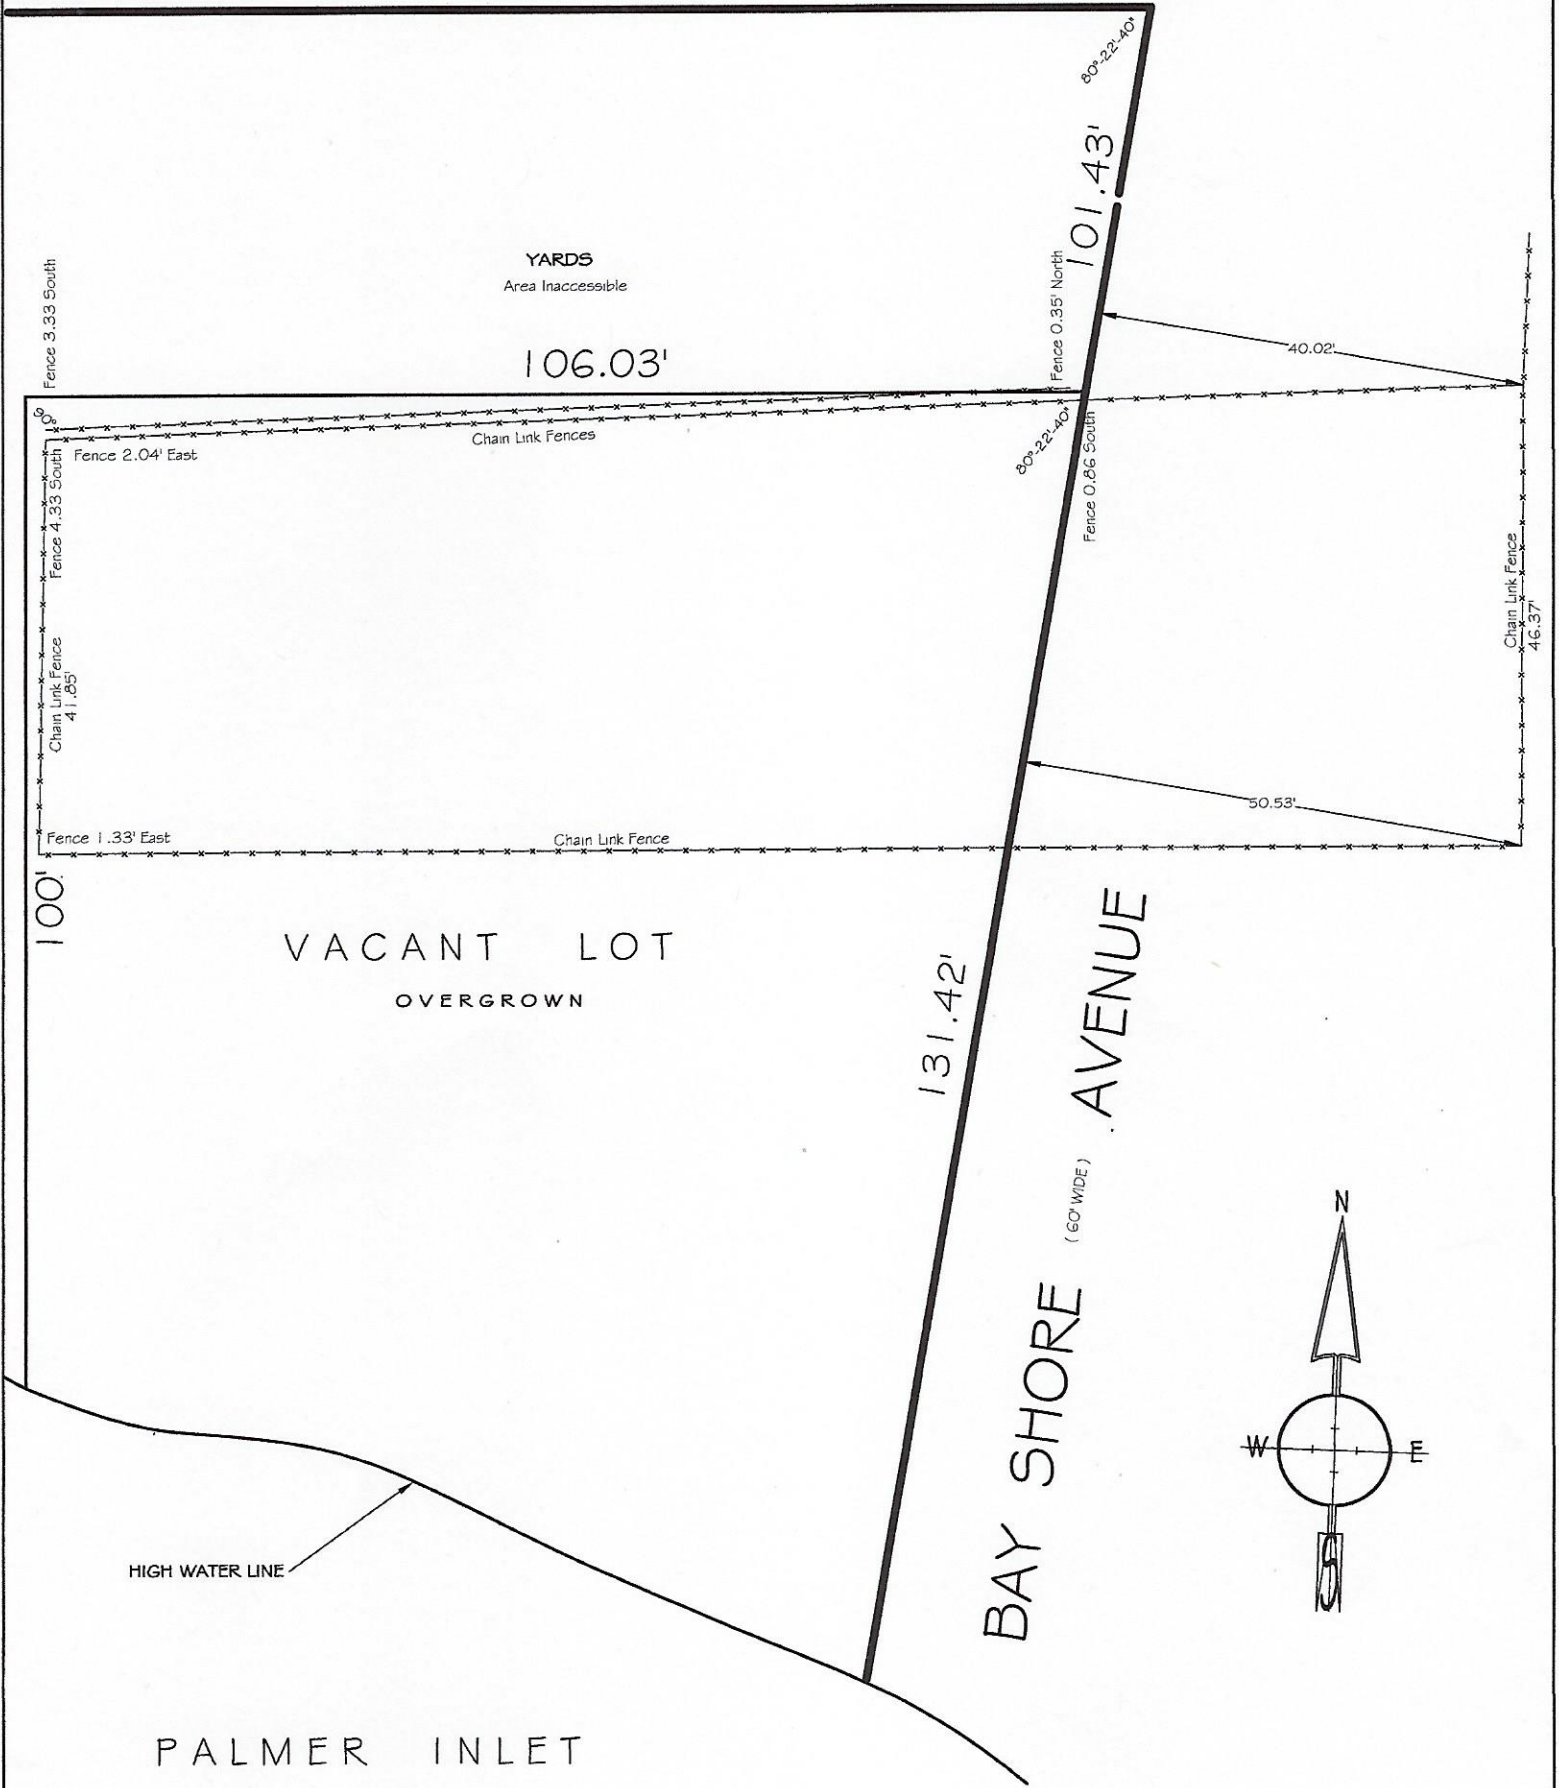 80°-22'-40"
101.43'
YARDS
Area Inaccessible
Fence 3.33 South
Fence 0.35' North
106.03'
40.02'
90°
Chain Link Fences
80°-22'-40"
Fence 2.04' East
Fence 4.33 South
Fence 0.86 South
Chain Link Fence
41.85'
Chain Link Fence
46.37'
50.53'
Fence 1.33' East
Chain Link Fence
100'
VACANT LOT
OVERGROWN
131.42'
BAY SHORE (60' WIDE) AVENUE
N
W E
S
HIGH WATER LINE
PALMER INLET